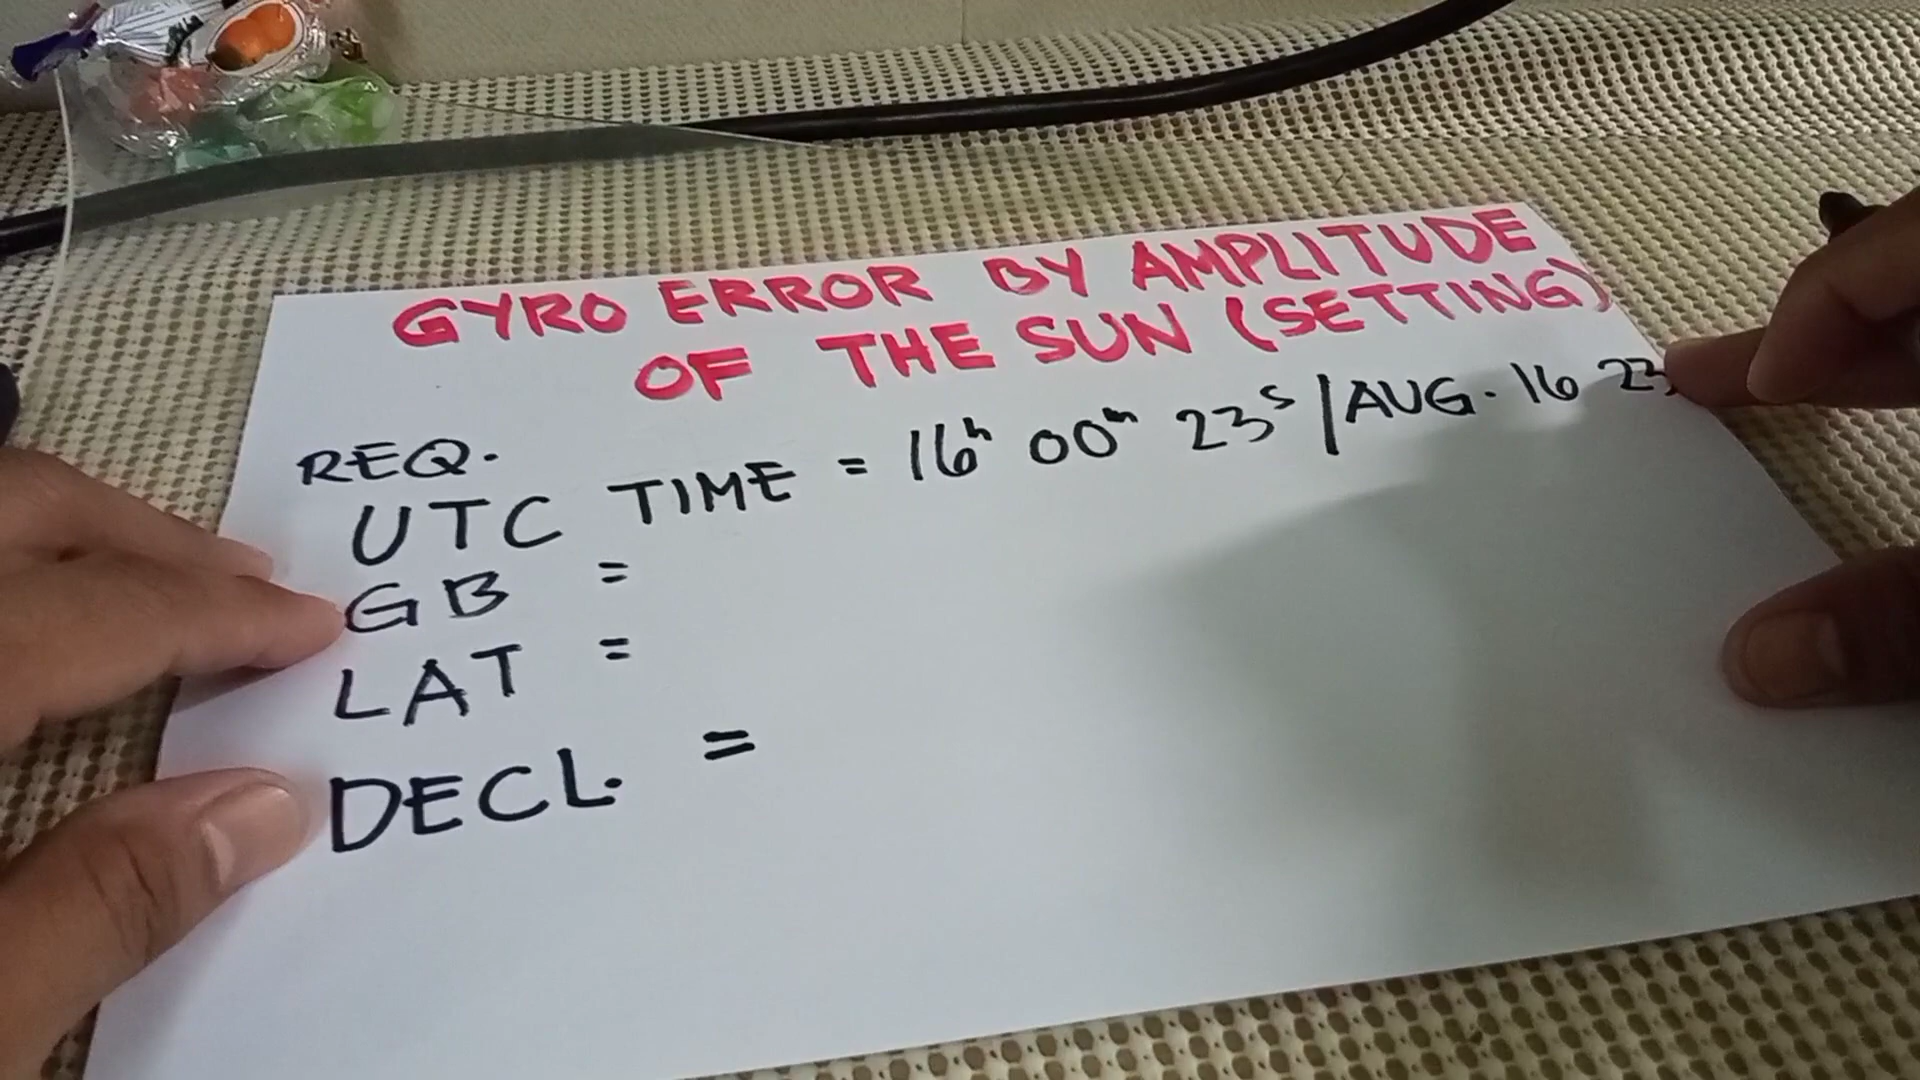 GYRO ERROR BY AMPLITUDE
OF THE SUN (SETTING)
REQ.
UTC TIME = 16h 00m 23s / AUG. 16 23
GB =
LAT =
DECL. =